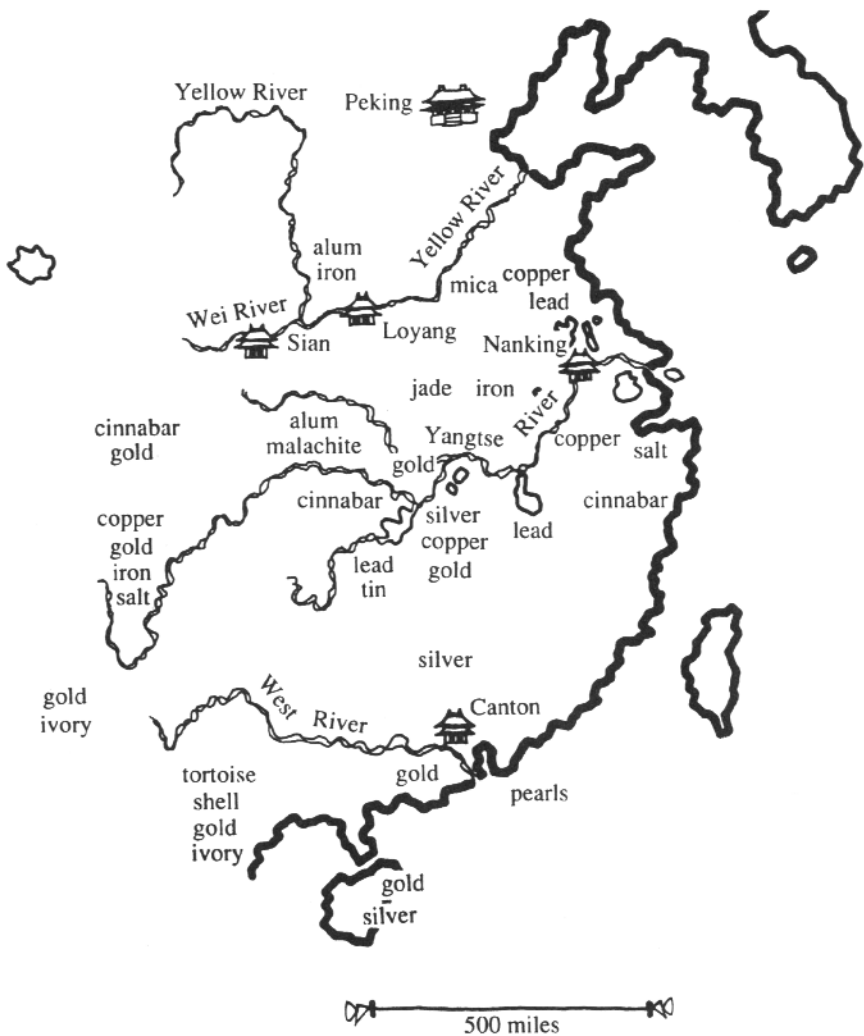 Yellow River
Peking
Yellow River
alum
iron
mica
copper
lead
Wei River
Sian
Loyang
Nanking
jade iron
River
cinnabar
gold
alum
malachite
Yangtse
gold
copper
salt
cinnabar
silver
copper
gold
lead
cinnabar
copper
gold
iron
salt
lead
tin
silver
gold
ivory
West River
Canton
gold
pearls
tortoise
shell
gold
ivory
gold
silver
500 miles